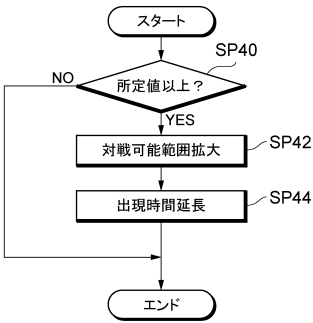 スタート
SP40
NO
所定値以上？
YES
対戦可能範囲拡大
SP42
出現時間延長
SP44
エンド